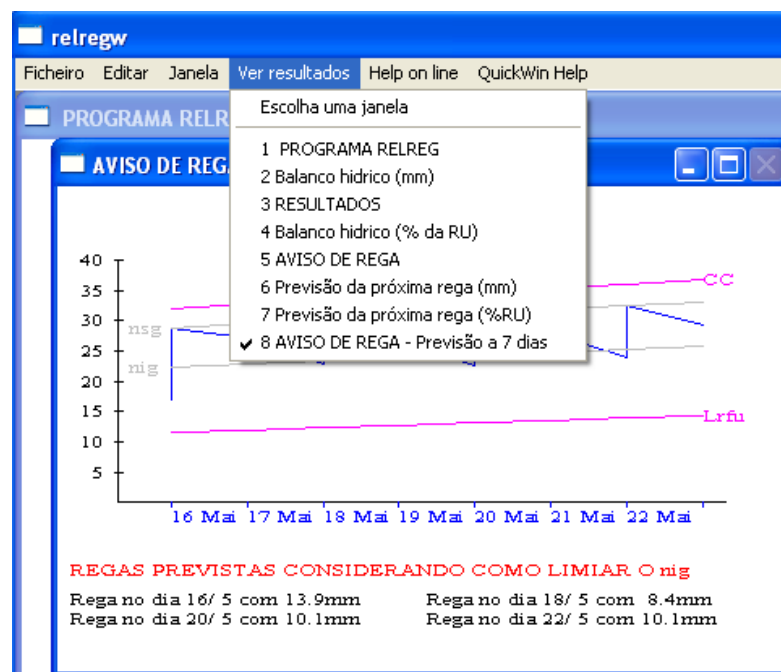 relregw
Ficheiro Editar Janela Ver resultados Help on line QuickWin Help
Escolha uma janela
PROGRAMA RELR
1 PROGRAMA RELREG
AVISO DE REG
2 Balanco hidrico (mm)
3 RESULTADOS
4 Balanco hidrico (% da RU)
5 AVISO DE REGA
6 Previsão da próxima rega (mm)
7 Previsão da próxima rega (%RU)
8 AVISO DE REGA - Previsão a 7 dias
40
35
30
25
20
15
10
5
CC
nsg
nig
Lrfu
16 Mai 17 Mai 18 Mai 19 Mai 20 Mai 21 Mai 22 Mai
REGAS PREVISTAS CONSIDERANDO COMO LIMIAR O nig
Rega no dia 16/ 5 com 13.9mm Rega no dia 18/ 5 com 8.4mm
Rega no dia 20/ 5 com 10.1mm Rega no dia 22/ 5 com 10.1mm